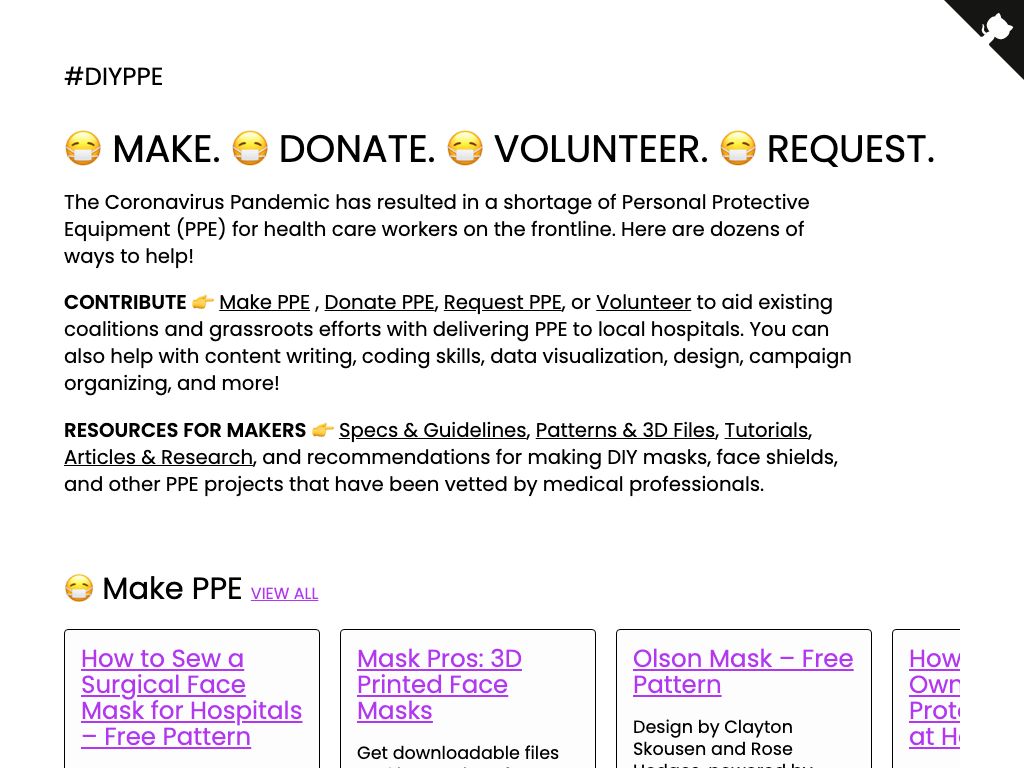 #DIYPPE
😷 MAKE. 😷 DONATE. 😷 VOLUNTEER. 😷 REQUEST.
The Coronavirus Pandemic has resulted in a shortage of Personal Protective
Equipment (PPE) for health care workers on the frontline. Here are dozens of
ways to help!
CONTRIBUTE 👉 Make PPE , Donate PPE, Request PPE, or Volunteer to aid existing
coalitions and grassroots efforts with delivering PPE to local hospitals. You can
also help with content writing, coding skills, data visualization, design, campaign
organizing, and more!
RESOURCES FOR MAKERS 👉 Specs & Guidelines, Patterns & 3D Files, Tutorials,
Articles & Research, and recommendations for making DIY masks, face shields,
and other PPE projects that have been vetted by medical professionals.
😷 Make PPE VIEW ALL
How to Sew a
Surgical Face
Mask for Hospitals
– Free Pattern
Mask Pros: 3D
Printed Face
Masks
Get downloadable files
Olson Mask – Free
Pattern
Design by Clayton
Skousen and Rose
How
Own
at